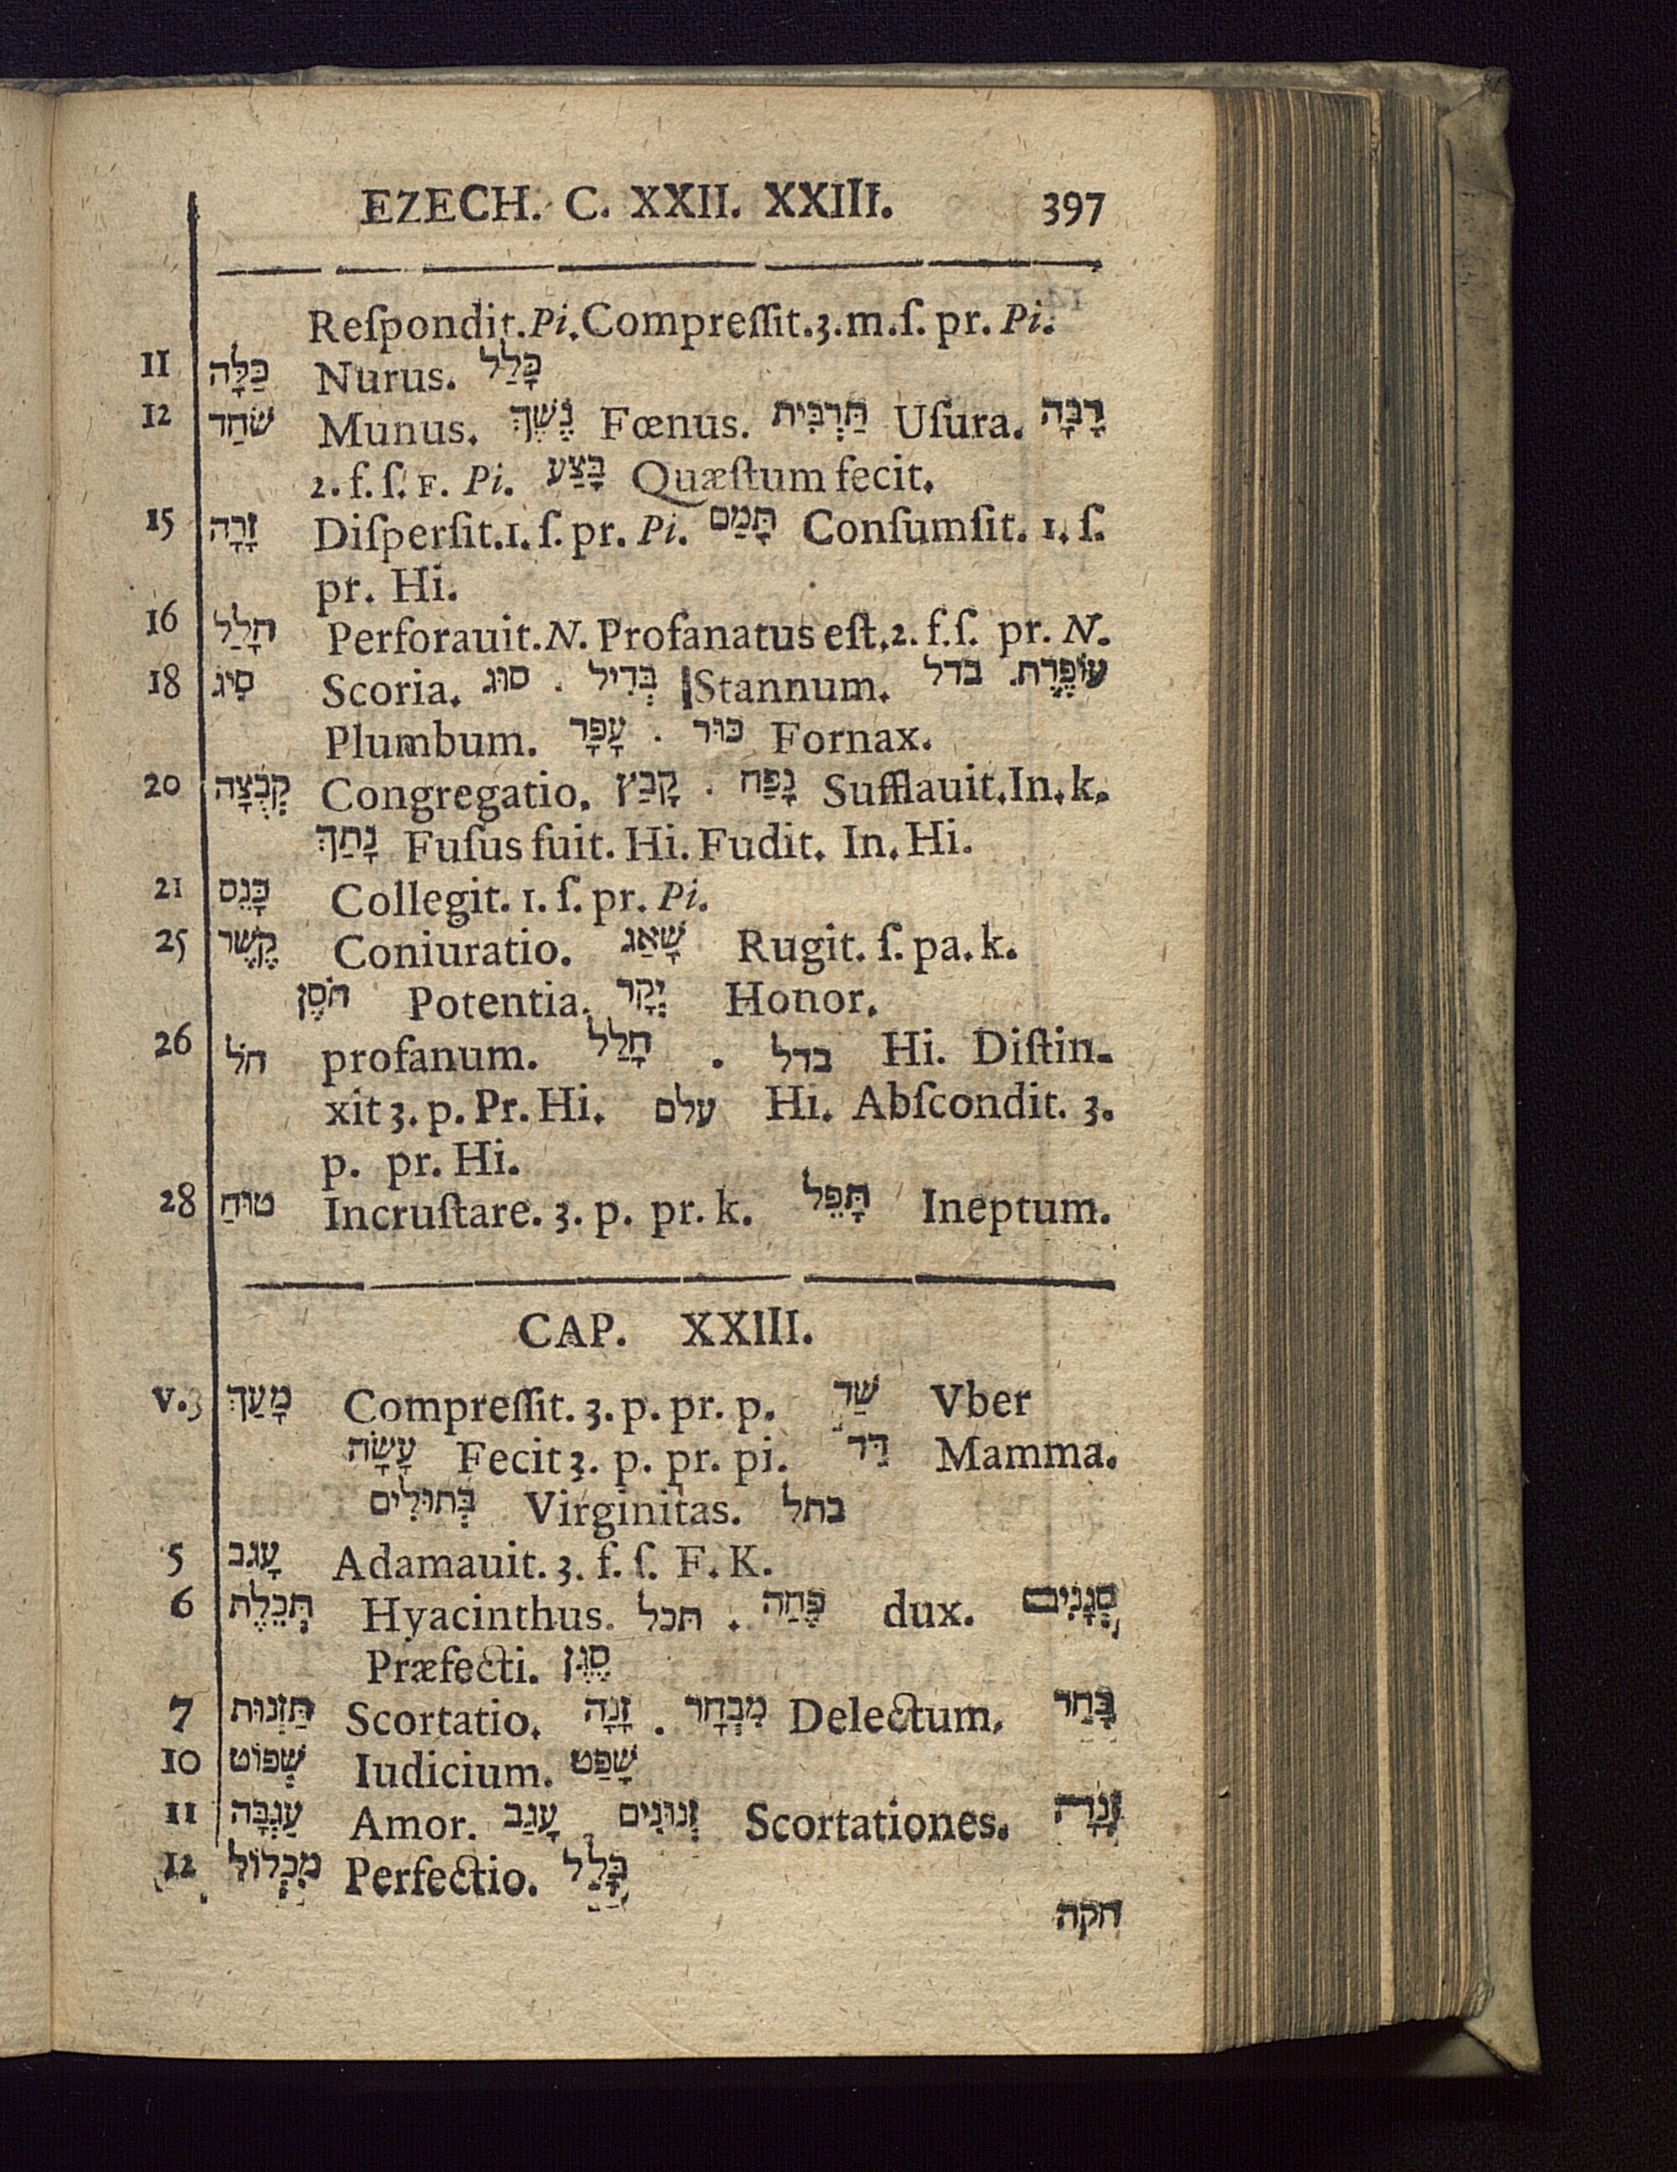 EZECH. C. XXII. XXIII. 397
Reſpondit. Pi. Compreſſit. 3. m. ſ. pr. Pi.
11 כַּלָּה Nurus. כָּלַל
12 שֹׁחַד Munus. נֶשֶׁךְ Fœnus. תַּרְבִּית Uſura. רָבָּה
2. f. ſ. F. Pi. בָּצַע Quæſtum fecit.
15 זָרָה Diſperſit. 1. ſ. pr. Pi. תָּמַם Conſumſit. 1. ſ.
pr. Hi.
16 חָלַל Perforauit. N. Profanatus eſt. 2. f. ſ. pr. N.
18 סִיג Scoria. סוג . בְּדִיל Stannum. בדל עוֹפֶרֶת.
Plumbum. עָפָר . כּוּר Fornax.
20 קְבֻצָה Congregatio. קָבַץ . נָפַח Sufflauit. In. k.
נָתַךְ Fuſus fuit. Hi. Fudit. In. Hi.
21 כָּנַס Collegit. 1. ſ. pr. Pi.
25 קֶשֶׁר Coniuratio. שָׁאַג Rugit. ſ. pa. k.
חֹסֶן Potentia. יְקָר Honor.
26 חֹל profanum. חָלַל . בדל Hi. Diſtin-
xit 3. p. Pr. Hi. עלם Hi. Abſcondit. 3.
p. pr. Hi.
28 טוּחַ Incruſtare. 3. p. pr. k. תָּפֵל Ineptum.
CAP. XXIII.
V. 3 מָעַךְ Compreſſit. 3. p. pr. p. שַׁד Vber
עָשָׂה Fecit 3. p. pr. pi. דַּד Mamma.
בְּתוּלִים Virginitas. בתל
5 עָגב Adamauit. 3. f. ſ. F. K.
6 תְּכֵלֶת Hyacinthus. תכל . פֶּחַה dux. סְגָנִים
Præfecti. סֶגֶן
7 תַּזְנוּת Scortatio. זָנָה . מִבְחָר Delectum. בָּחַר
10 שְׁפוֹט Iudicium. שָׁפַט
11 עַגְבָּה Amor. עָגַב . זְנוּנִים Scortationes. זָנָה
12 מִכְלוֹל Perfectio. כָּלַל
חקה